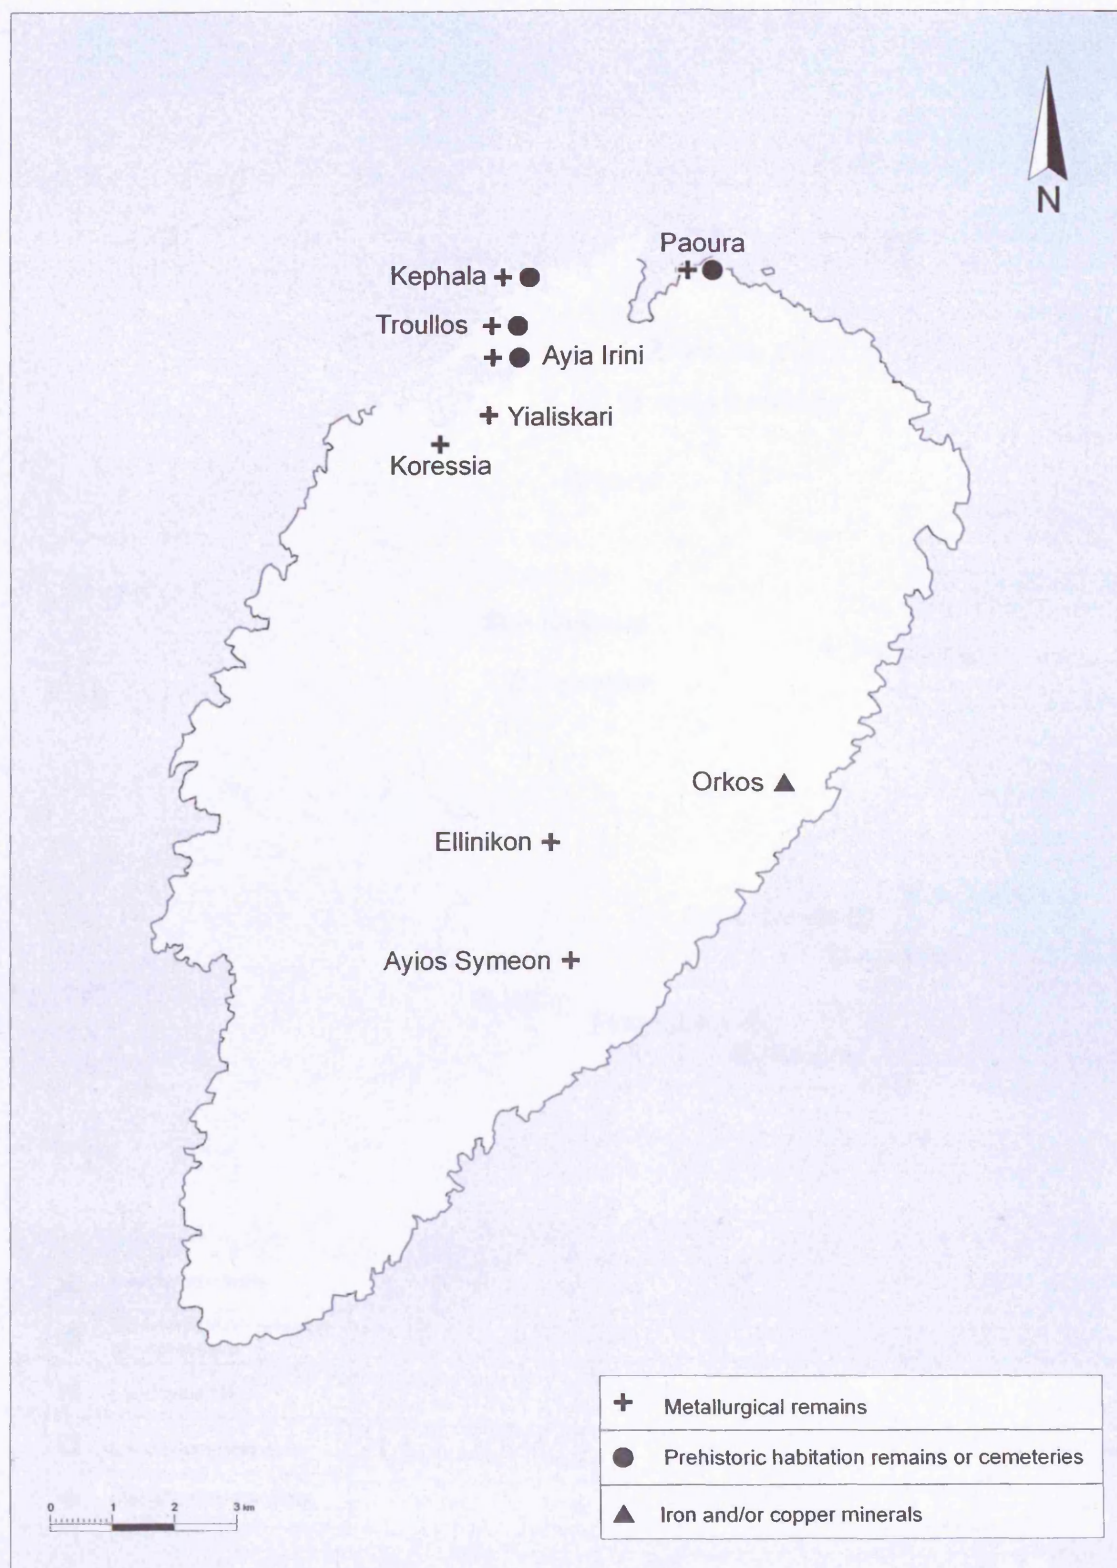 N
Paoura
Kephala
Troullos
Ayia Irini
Yialiskari
Koressia
Orkos
Ellinikon
Ayios Symeon
Metallurgical remains
Prehistoric habitation remains or cemeteries
Iron and/or copper minerals
0 1 2 3 km